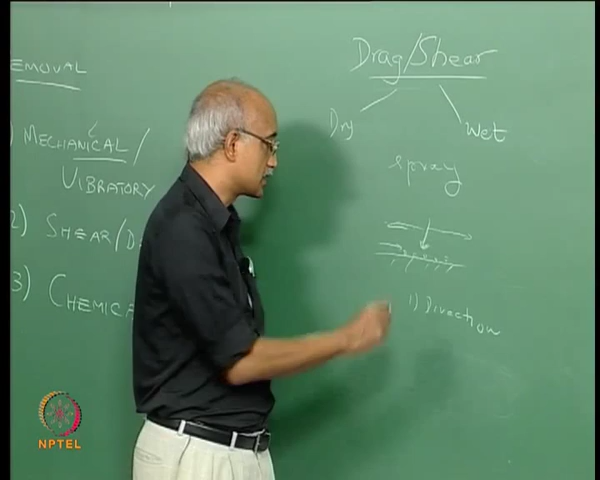 EMOVAL
) MECHANICAL/
VIBRATORY
2) SHEAR/D
3) CHEMICA
Drag/Shear
Dry
Wet
spray
1) Direction
NPTEL